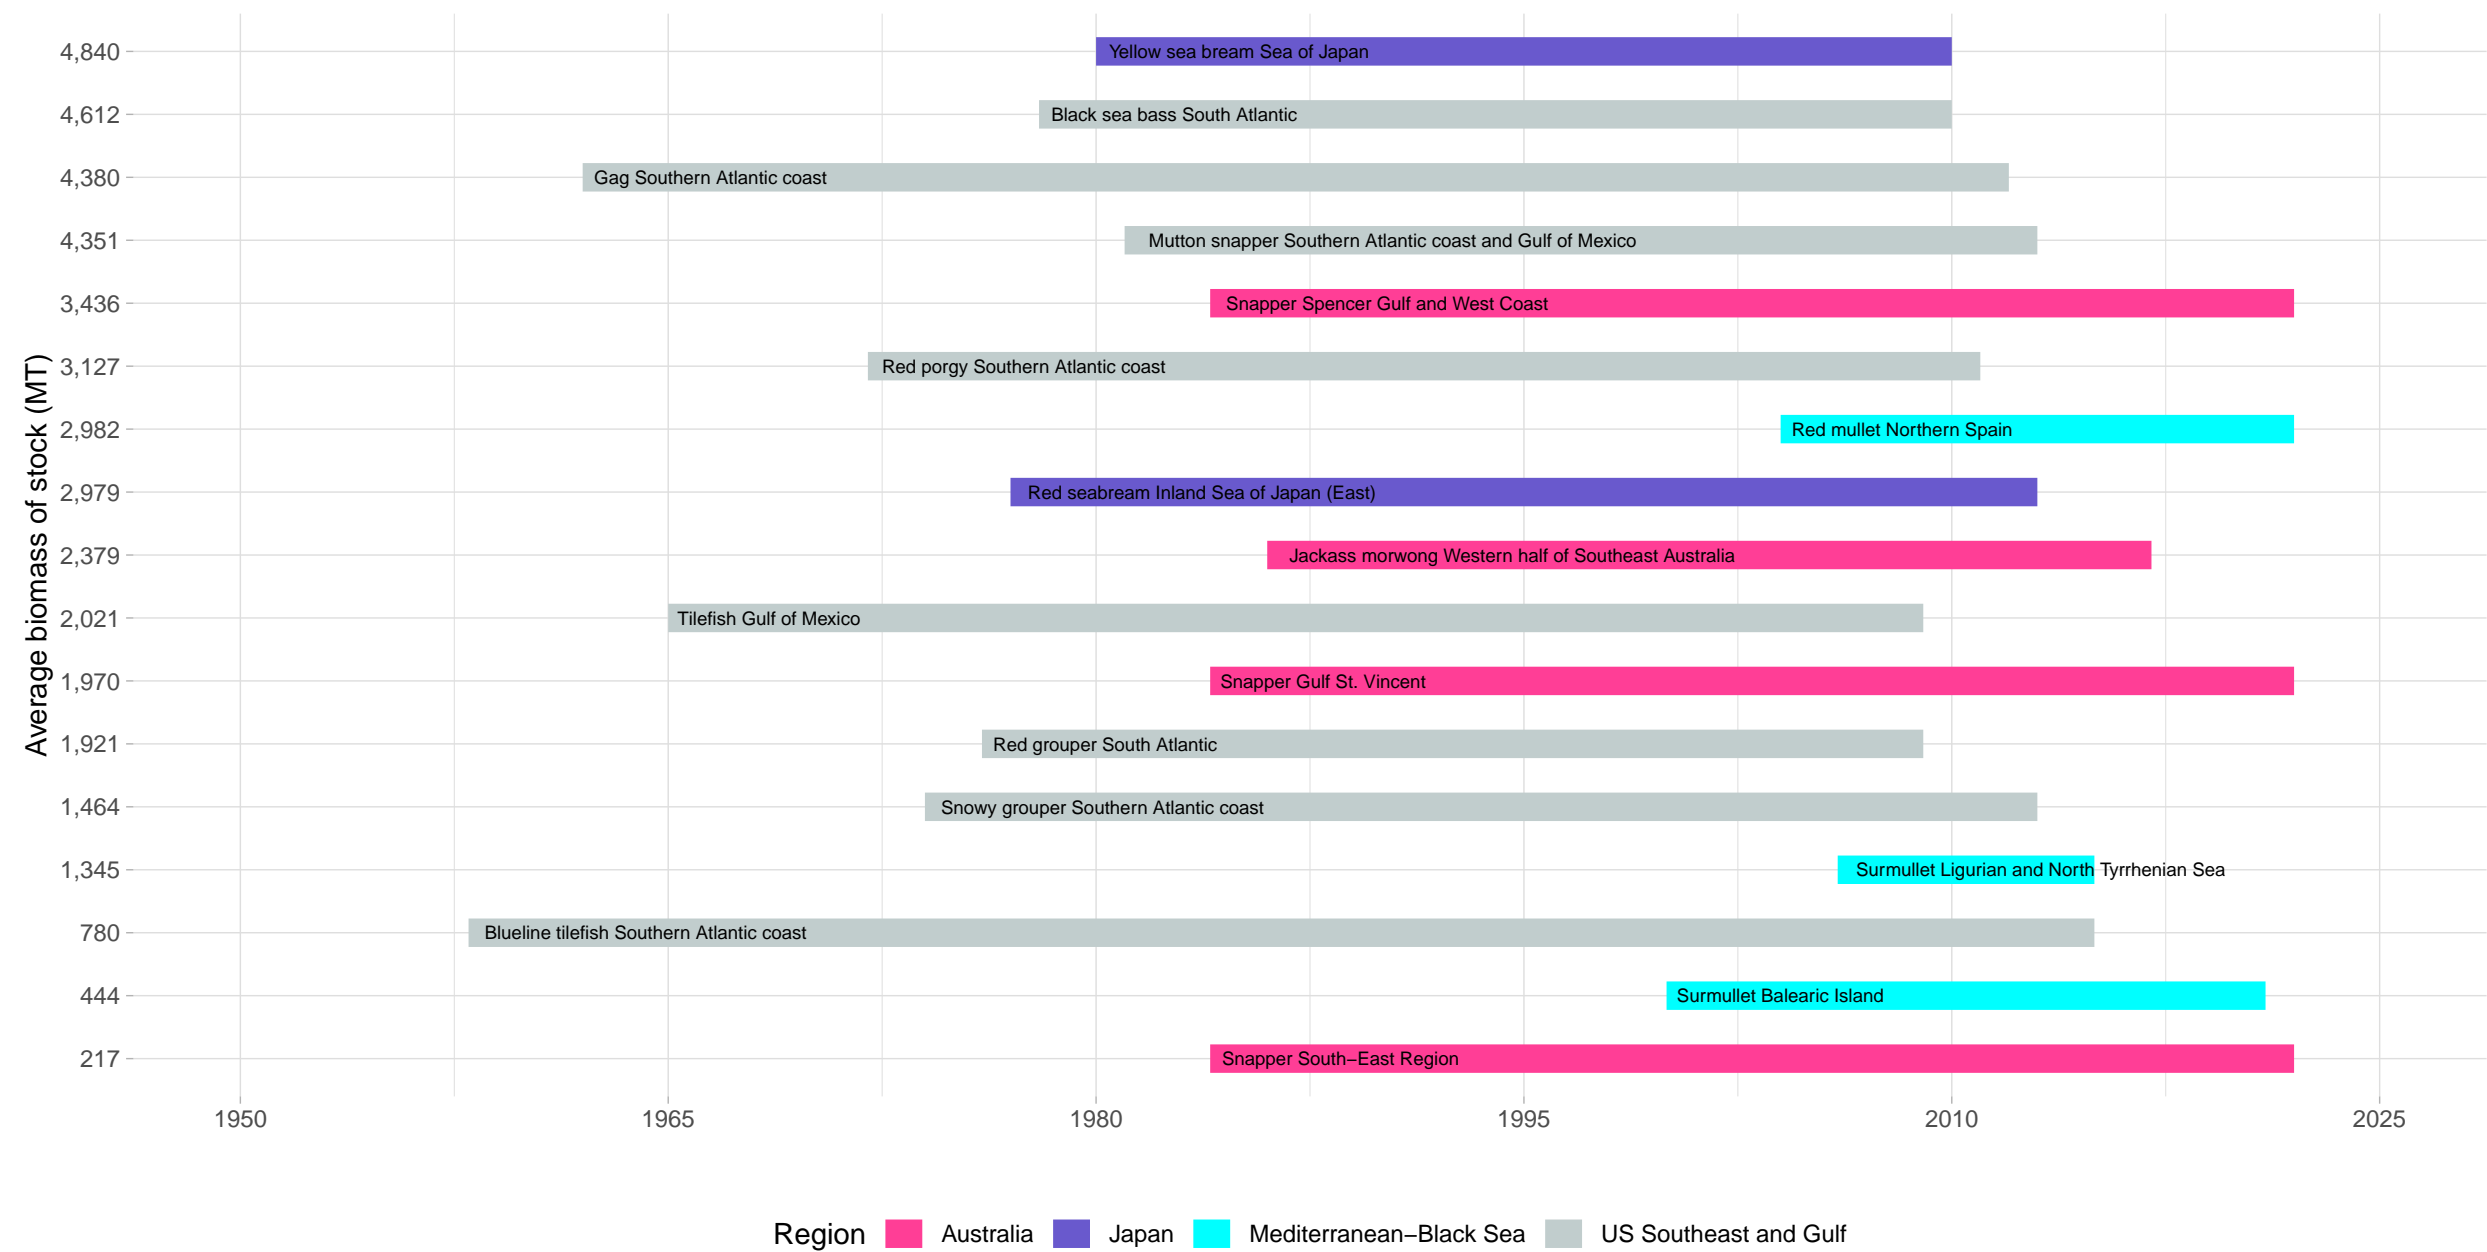 4,840 Yellow sea bream Sea of Japan
4,612 Black sea bass South Atlantic
4,380 Gag Southern Atlantic coast
4,351 Mutton snapper Southern Atlantic coast and Gulf of Mexico
3,436 Snapper Spencer Gulf and West Coast
3,127 Red porgy Southern Atlantic coast
2,982 Red mullet Northern Spain
2,979 Red seabream Inland Sea of Japan (East)
2,379 Jackass morwong Western half of Southeast Australia
2,021 Tilefish Gulf of Mexico
1,970 Snapper Gulf St. Vincent
1,921 Red grouper South Atlantic
1,464 Snowy grouper Southern Atlantic coast
1,345 Surmullet Ligurian and North Tyrrhenian Sea
780 Blueline tilefish Southern Atlantic coast
444 Surmullet Balearic Island
217 Snapper South−East Region
Average biomass of stock (MT)
1950 1965 1980 1995 2010 2025
Region Australia Japan Mediterranean−Black Sea US Southeast and Gulf